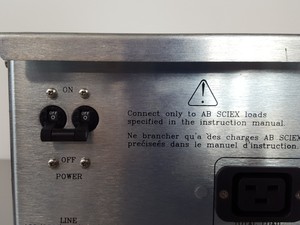 ON
OFF
POWER
LINE
Connect only to AB SCIEX loads
specified in the instruction manual.
Ne brancher qu'a des charges AB SCIEX
preciseés dans le manuel d'instruction.